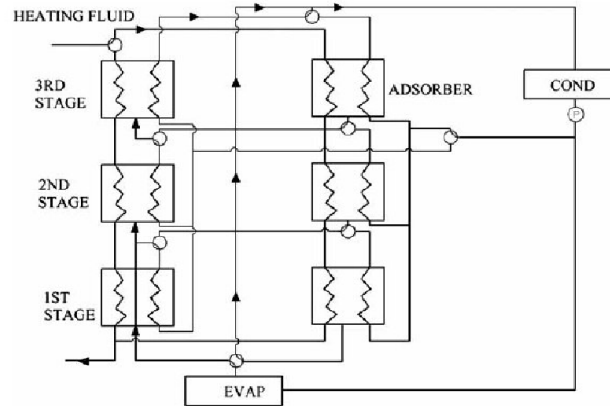 HEATING FLUID
3RD
STAGE
ADSORBER
COND
P
2ND
STAGE
1ST
STAGE
EVAP